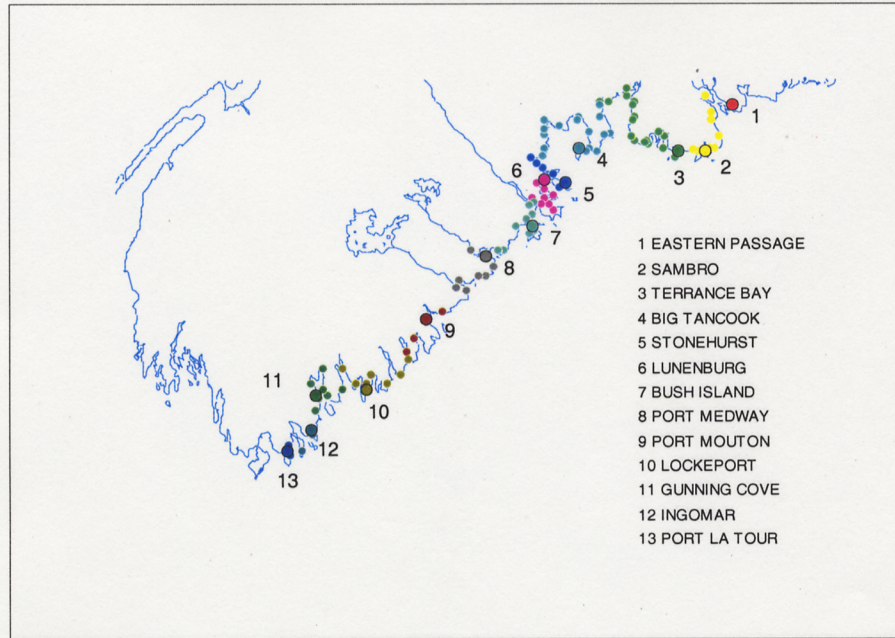 1
2
3
4
5
6
7
8
9
10
11
12
13
1 EASTERN PASSAGE
2 SAMBRO
3 TERRANCE BAY
4 BIG TANCOOK
5 STONEHURST
6 LUNENBURG
7 BUSH ISLAND
8 PORT MEDWAY
9 PORT MOUTON
10 LOCKEPORT
11 GUNNING COVE
12 INGOMAR
13 PORT LA TOUR